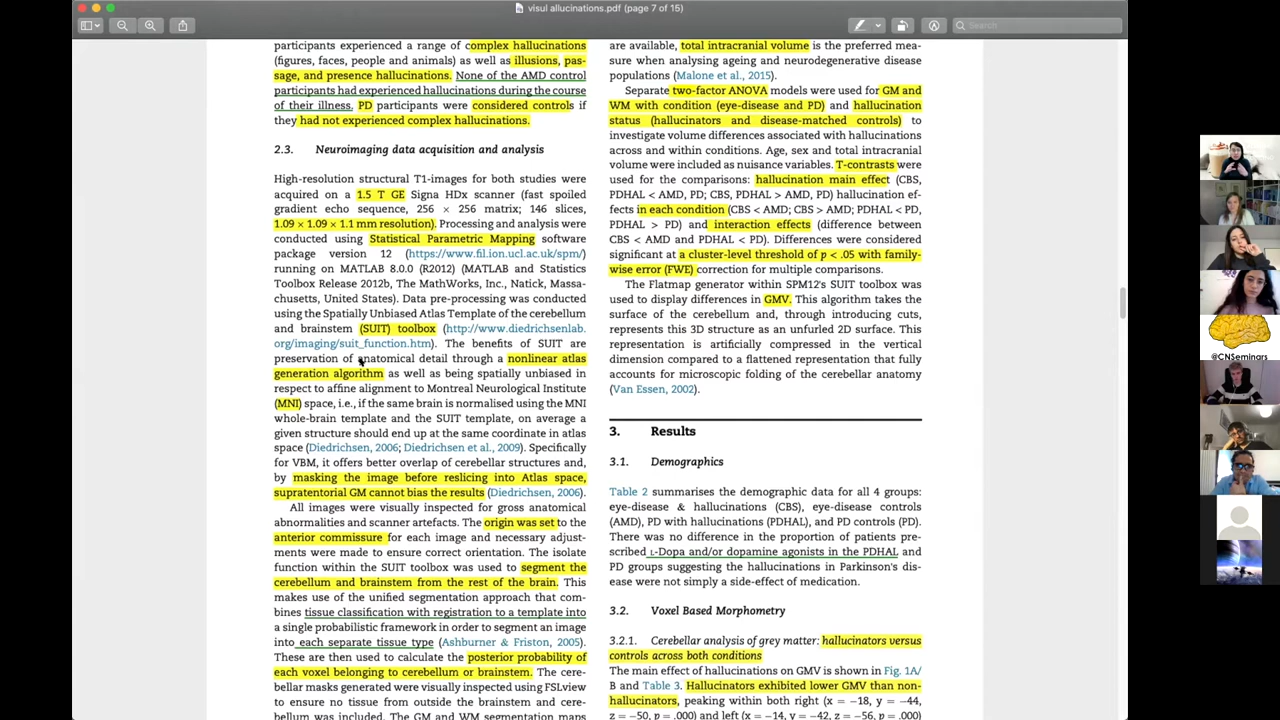 visul allucinations.pdf (page 7 of 15)
Search
participants experienced a range of complex hallucinations
(figures, faces, people and animals) as well as illusions, pas-
sage, and presence hallucinations. None of the AMD control
participants had experienced hallucinations during the course
of their illness. PD participants were considered controls if
they had not experienced complex hallucinations.
2.3. Neuroimaging data acquisition and analysis
High-resolution structural T1-images for both studies were
acquired on a 1.5 T GE Signa HDx scanner (fast spoiled
gradient echo sequence, 256 × 256 matrix; 146 slices,
1.09 × 1.09 × 1.1 mm resolution). Processing and analysis were
conducted using Statistical Parametric Mapping software
package version 12 (https://www.fil.ion.ucl.ac.uk/spm/)
running on MATLAB 8.0.0 (R2012) (MATLAB and Statistics
Toolbox Release 2012b, The MathWorks, Inc., Natick, Massa-
chusetts, United States). Data pre-processing was conducted
using the Spatially Unbiased Atlas Template of the cerebellum
and brainstem (SUIT) toolbox (http://www.diedrichsenlab.
org/imaging/suit_function.htm). The benefits of SUIT are
preservation of anatomical detail through a nonlinear atlas
generation algorithm as well as being spatially unbiased in
respect to affine alignment to Montreal Neurological Institute
(MNI) space, i.e., if the same brain is normalised using the MNI
whole-brain template and the SUIT template, on average a
given structure should end up at the same coordinate in atlas
space (Diedrichsen, 2006; Diedrichsen et al., 2009). Specifically
for VBM, it offers better overlap of cerebellar structures and,
by masking the image before reslicing into Atlas space,
supratentorial GM cannot bias the results (Diedrichsen, 2006).
All images were visually inspected for gross anatomical
abnormalities and scanner artefacts. The origin was set to the
anterior commissure for each image and necessary adjust-
ments were made to ensure correct orientation. The isolate
function within the SUIT toolbox was used to segment the
cerebellum and brainstem from the rest of the brain. This
makes use of the unified segmentation approach that com-
bines tissue classification with registration to a template into
a single probabilistic framework in order to segment an image
into each separate tissue type (Ashburner & Friston, 2005).
These are then used to calculate the posterior probability of
each voxel belonging to cerebellum or brainstem. The cere-
bellar masks generated were visually inspected using FSLview
to ensure no tissue from outside the brainstem and cere-
bellum was included. The GM and WM segmentation maps
are available, total intracranial volume is the preferred mea-
sure when analysing ageing and neurodegenerative disease
populations (Malone et al., 2015).
Separate two-factor ANOVA models were used for GM and
WM with condition (eye-disease and PD) and hallucination
status (hallucinators and disease-matched controls) to
investigate volume differences associated with hallucinations
across and within conditions. Age, sex and total intracranial
volume were included as nuisance variables. T-contrasts were
used for the comparisons: hallucination main effect (CBS,
PDHAL < AMD, PD; CBS, PDHAL > AMD, PD) hallucination ef-
fects in each condition (CBS < AMD; CBS > AMD; PDHAL < PD,
PDHAL > PD) and interaction effects (difference between
CBS < AMD and PDHAL < PD). Differences were considered
significant at a cluster-level threshold of p < .05 with family-
wise error (FWE) correction for multiple comparisons.
The Flatmap generator within SPM12's SUIT toolbox was
used to display differences in GMV. This algorithm takes the
surface of the cerebellum and, through introducing cuts,
represents this 3D structure as an unfurled 2D surface. This
representation is artificially compressed in the vertical
dimension compared to a flattened representation that fully
accounts for microscopic folding of the cerebellar anatomy
(Van Essen, 2002).
3. Results
3.1. Demographics
Table 2 summarises the demographic data for all 4 groups:
eye-disease & hallucinations (CBS), eye-disease controls
(AMD), PD with hallucinations (PDHAL), and PD controls (PD).
There was no difference in the proportion of patients pre-
scribed L-Dopa and/or dopamine agonists in the PDHAL and
PD groups suggesting the hallucinations in Parkinson's dis-
ease were not simply a side-effect of medication.
3.2. Voxel Based Morphometry
3.2.1. Cerebellar analysis of grey matter: hallucinators versus
controls across both conditions
The main effect of hallucinations on GMV is shown in Fig. 1A/
B and Table 3. Hallucinators exhibited lower GMV than non-
hallucinators, peaking within both right (x = −18, y = −44,
z = −50, p = .000) and left (x = −14, y = −42, z = −56, p = .000)
@CNSeminars